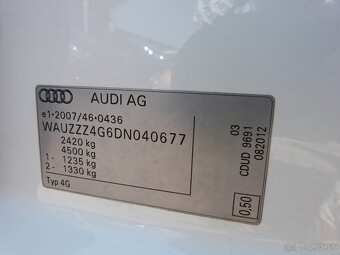 AUDI AG
e1*2007/46*0436
WAUZZZ4G6DN040677
2420 kg
4500 kg
1 - 1235 kg
2 - 1330 kg
Typ 4G
03
CDUD 9691
082012
0,50